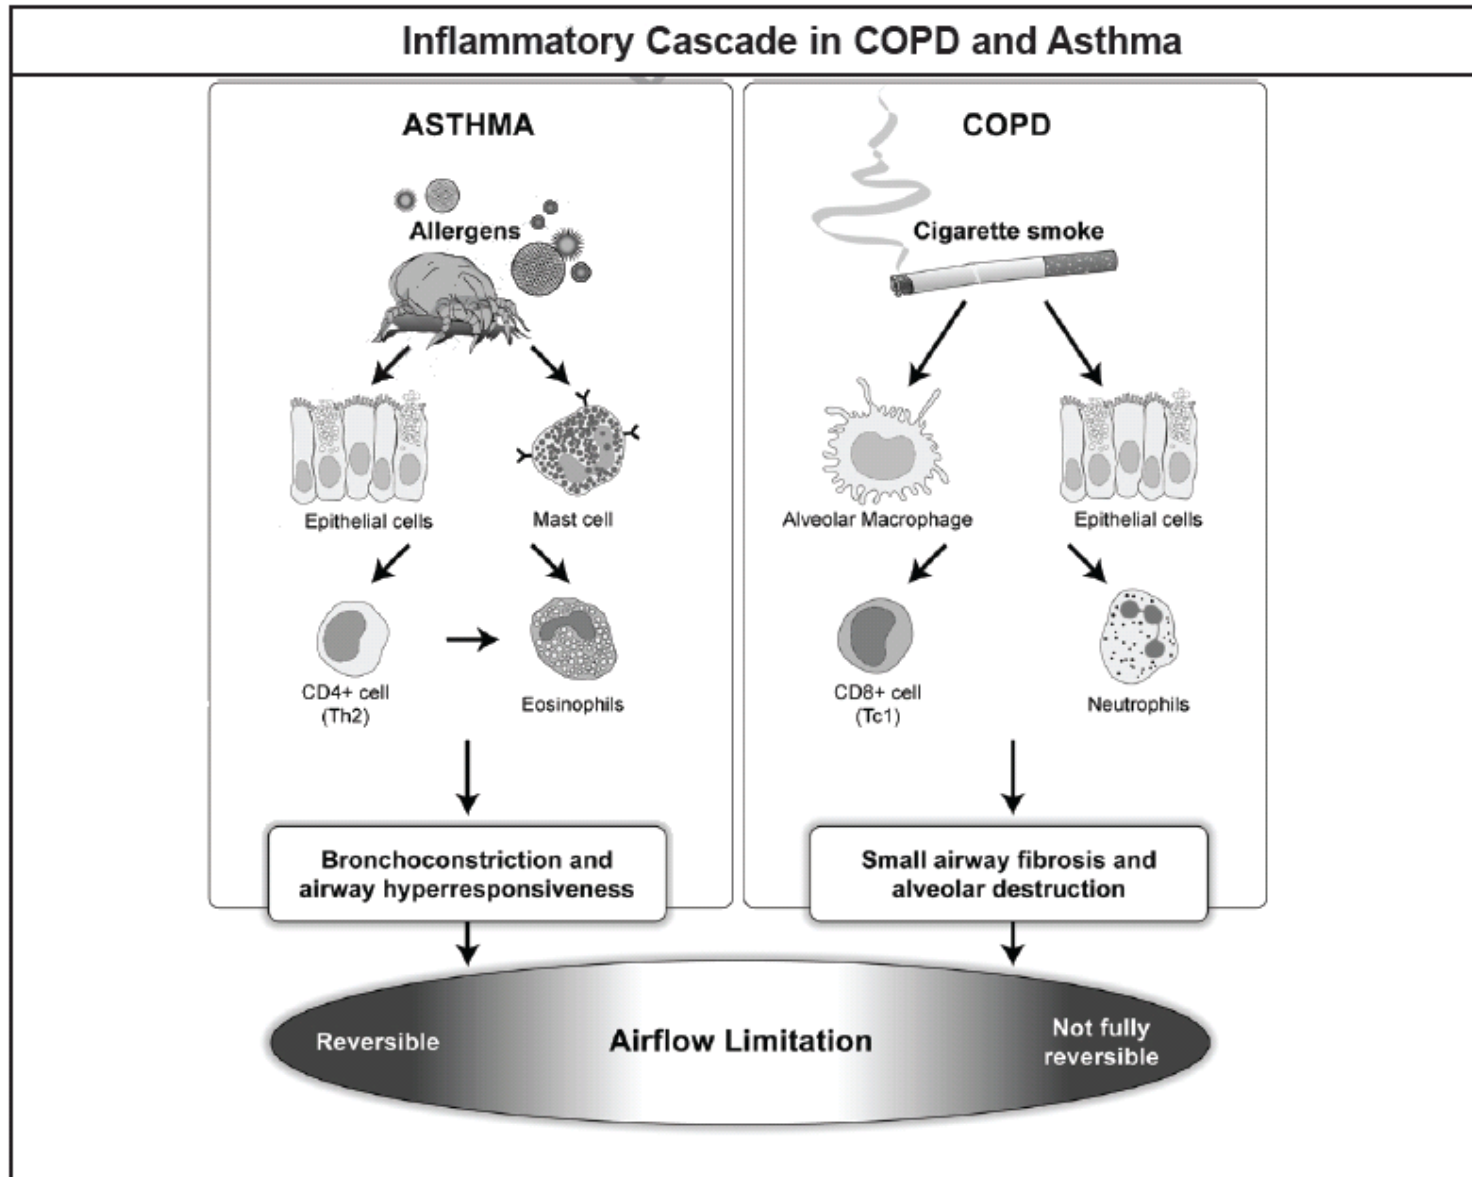 Inflammatory Cascade in COPD and Asthma
ASTHMA
Allergens
Epithelial cells
Mast cell
CD4+ cell
(Th2)
Eosinophils
Bronchoconstriction and
airway hyperresponsiveness
COPD
Cigarette smoke
Alveolar Macrophage
Epithelial cells
CD8+ cell
(Tc1)
Neutrophils
Small airway fibrosis and
alveolar destruction
Reversible
Airflow Limitation
Not fully
reversible